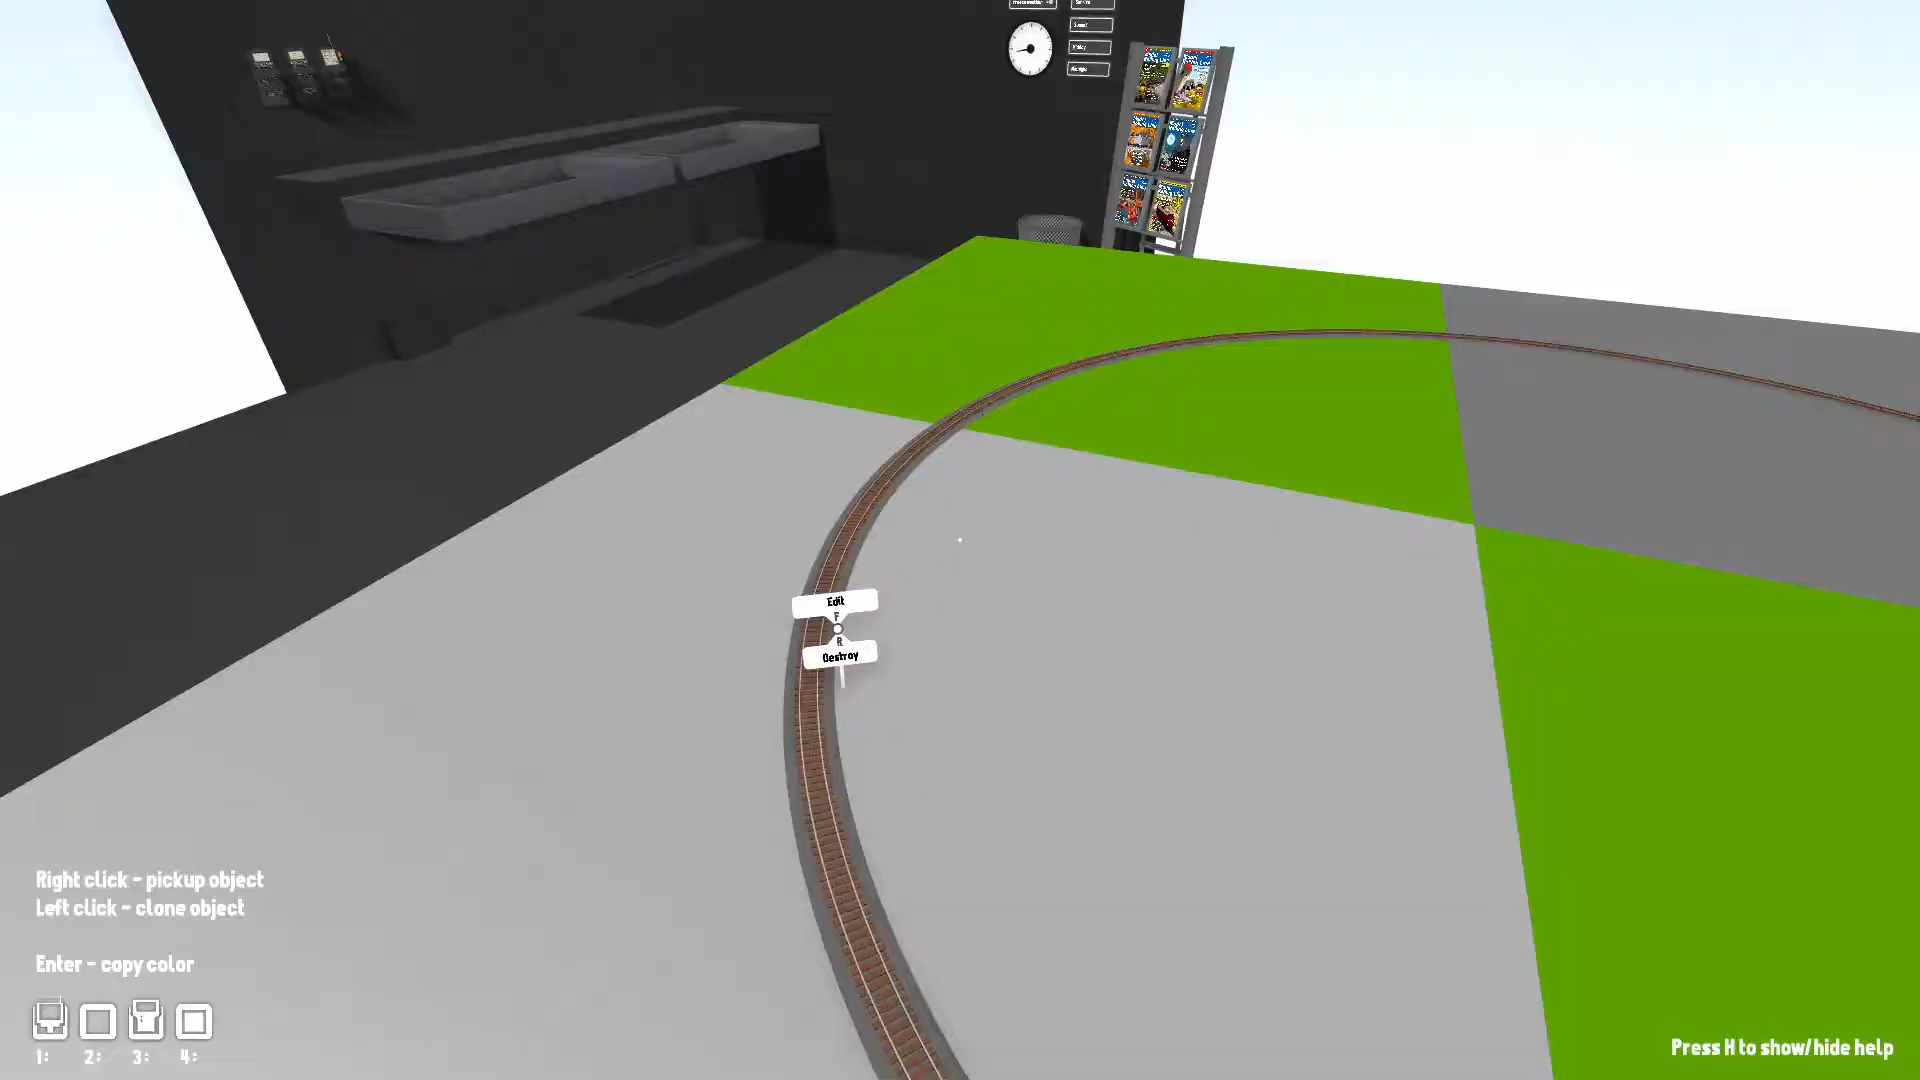 Edit
F
R
Destroy
Right click - pickup object
Left click - clone object
Enter - copy color
1: 2: 3: 4:
Press H to show/hide help